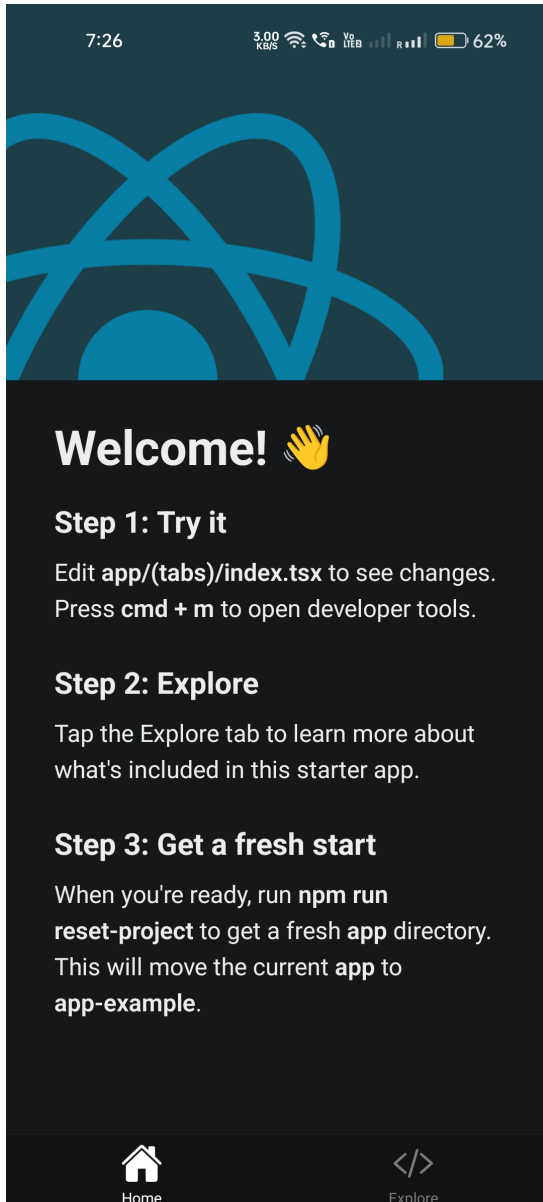 7:26 3.00 KB/S Vo LTE R 62%
Welcome! 👋
Step 1: Try it
Edit app/(tabs)/index.tsx to see changes.
Press cmd + m to open developer tools.
Step 2: Explore
Tap the Explore tab to learn more about
what's included in this starter app.
Step 3: Get a fresh start
When you're ready, run npm run
reset-project to get a fresh app directory.
This will move the current app to
app-example.
Home Explore